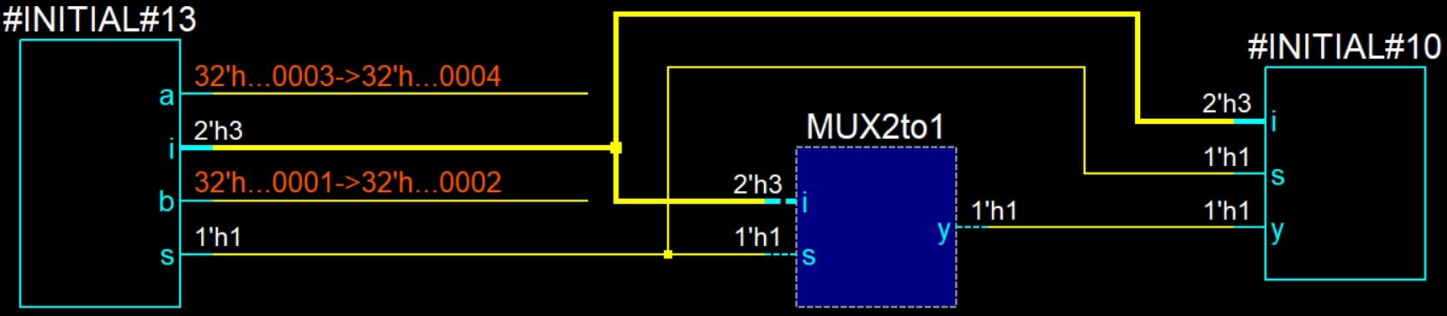 #INITIAL#13
a
32'h...0003->32'h...0004
i
2'h3
b
32'h...0001->32'h...0002
s
1'h1
MUX2to1
2'h3
i
1'h1
s
y
1'h1
#INITIAL#10
2'h3
i
1'h1
s
1'h1
y